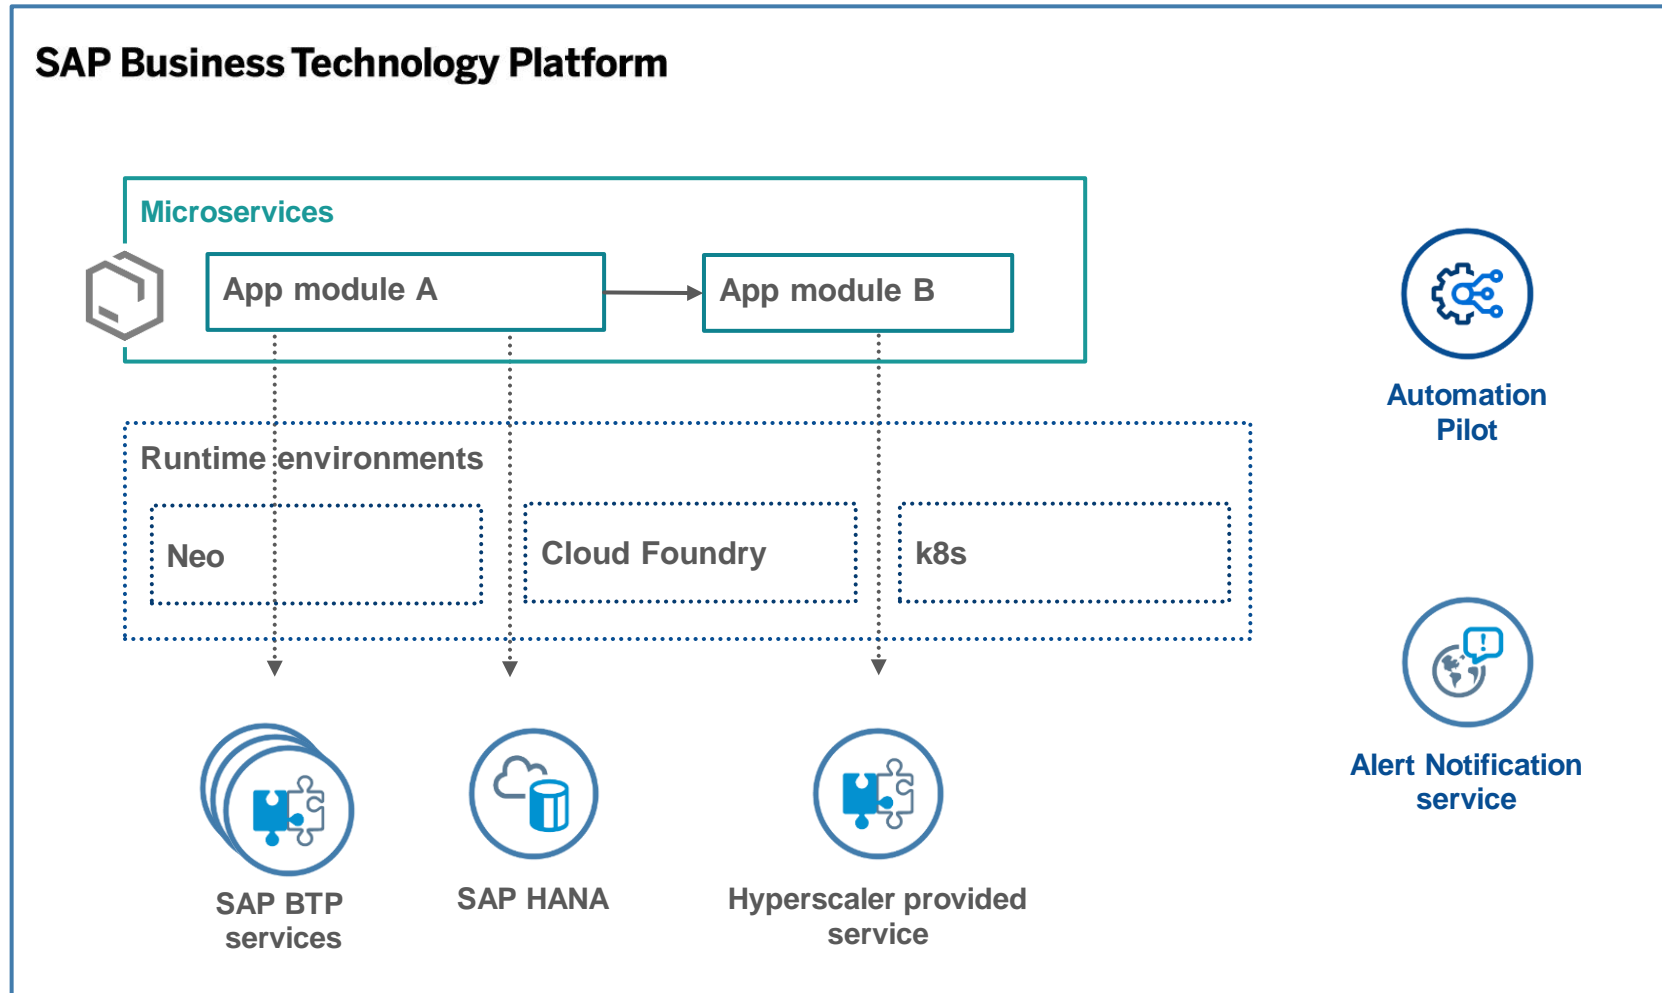 SAP Business Technology Platform
Microservices
App module A
App module B
Automation
Pilot
Runtime environments
Neo
Cloud Foundry
k8s
!
Alert Notification
service
SAP BTP
services
SAP HANA
Hyperscaler provided
service